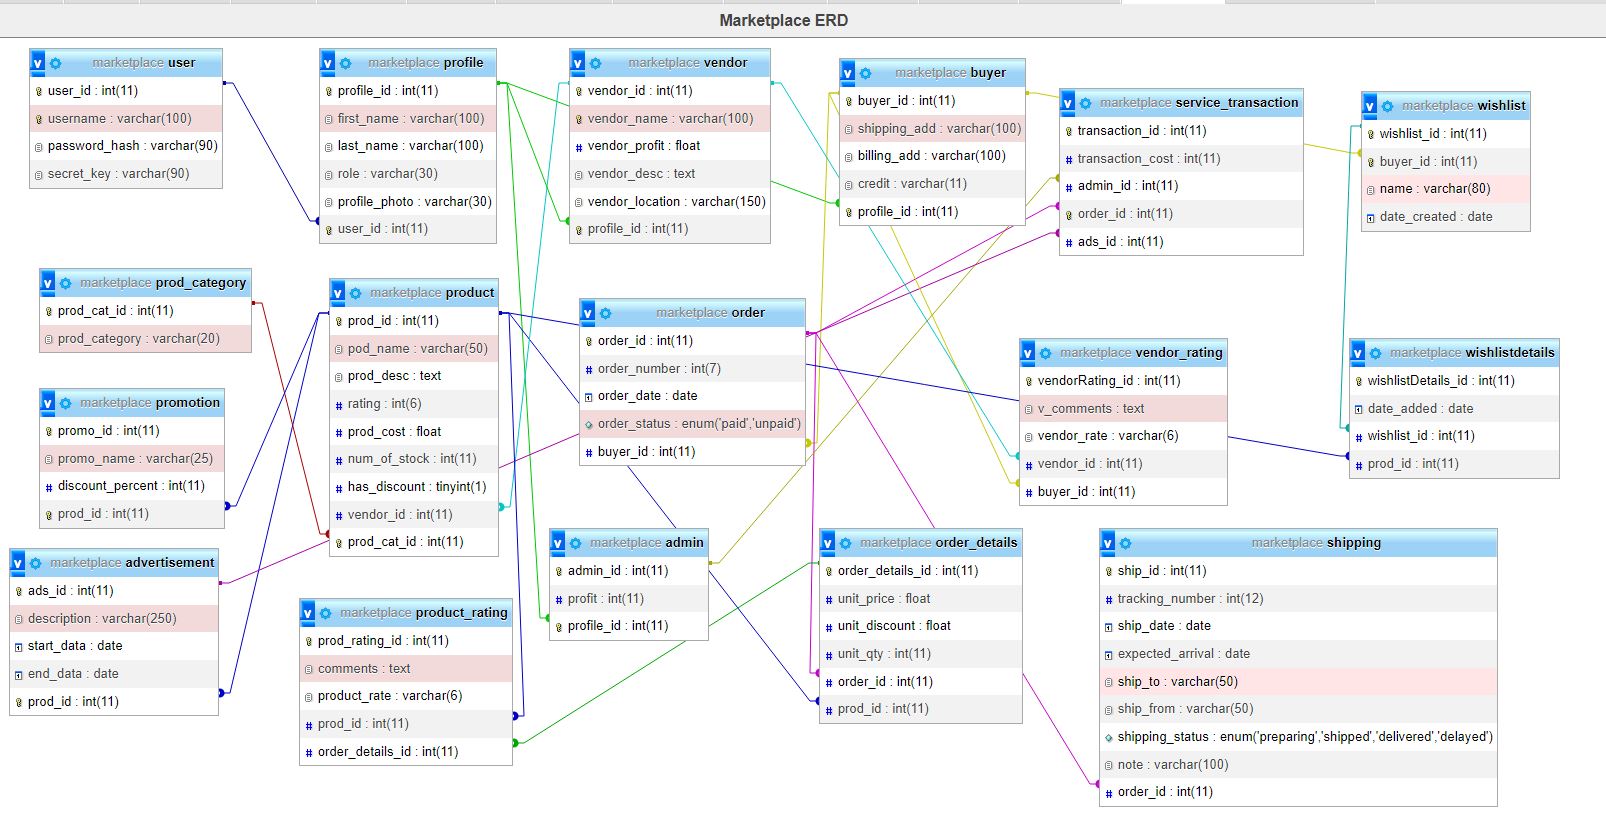 Marketplace ERD
marketplace user
user_id : int(11)
username : varchar(100)
password_hash : varchar(90)
secret_key : varchar(90)
marketplace profile
profile_id : int(11)
first_name : varchar(100)
last_name : varchar(100)
role : varchar(30)
profile_photo : varchar(30)
user_id : int(11)
marketplace vendor
vendor_id : int(11)
vendor_name : varchar(100)
vendor_profit : float
vendor_desc : text
vendor_location : varchar(150)
profile_id : int(11)
marketplace buyer
buyer_id : int(11)
shipping_add : varchar(100)
billing_add : varchar(100)
credit : varchar(11)
profile_id : int(11)
marketplace service_transaction
transaction_id : int(11)
transaction_cost : int(11)
admin_id : int(11)
order_id : int(11)
ads_id : int(11)
marketplace wishlist
wishlist_id : int(11)
buyer_id : int(11)
name : varchar(80)
date_created : date
marketplace prod_category
prod_cat_id : int(11)
prod_category : varchar(20)
marketplace product
prod_id : int(11)
pod_name : varchar(50)
prod_desc : text
rating : int(6)
prod_cost : float
num_of_stock : int(11)
has_discount : tinyint(1)
vendor_id : int(11)
prod_cat_id : int(11)
marketplace order
order_id : int(11)
order_number : int(7)
order_date : date
order_status : enum('paid','unpaid')
buyer_id : int(11)
marketplace vendor_rating
vendorRating_id : int(11)
v_comments : text
vendor_rate : varchar(6)
vendor_id : int(11)
buyer_id : int(11)
marketplace wishlistdetails
wishlistDetails_id : int(11)
date_added : date
wishlist_id : int(11)
prod_id : int(11)
marketplace promotion
promo_id : int(11)
promo_name : varchar(25)
discount_percent : int(11)
prod_id : int(11)
marketplace advertisement
ads_id : int(11)
description : varchar(250)
start_data : date
end_data : date
prod_id : int(11)
marketplace product_rating
prod_rating_id : int(11)
comments : text
product_rate : varchar(6)
prod_id : int(11)
order_details_id : int(11)
marketplace admin
admin_id : int(11)
profit : int(11)
profile_id : int(11)
marketplace order_details
order_details_id : int(11)
unit_price : float
unit_discount : float
unit_qty : int(11)
order_id : int(11)
prod_id : int(11)
marketplace shipping
ship_id : int(11)
tracking_number : int(12)
ship_date : date
expected_arrival : date
ship_to : varchar(50)
ship_from : varchar(50)
shipping_status : enum('preparing','shipped','delivered','delayed')
note : varchar(100)
order_id : int(11)